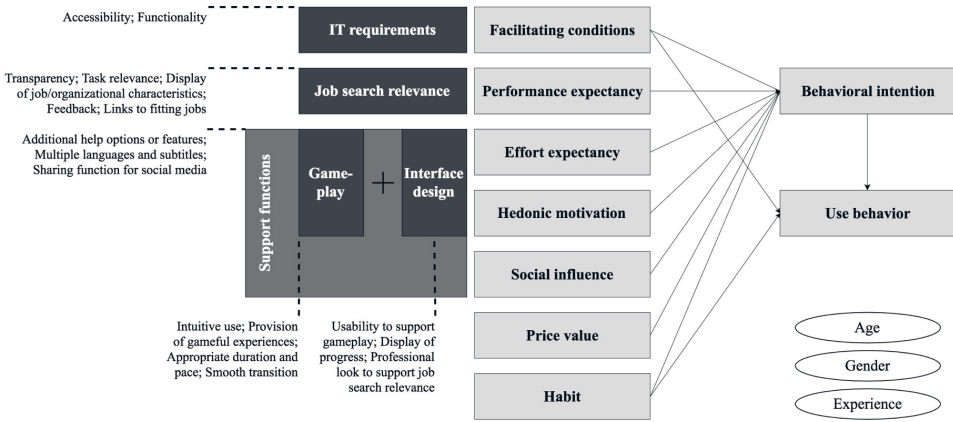 Accessibility; Functionality
IT requirements
Facilitating conditions
Transparency; Task relevance; Display
of job/organizational characteristics;
Feedback; Links to fitting jobs
Job search relevance
Performance expectancy
Behavioral intention
Additional help options or features;
Multiple languages and subtitles;
Sharing function for social media
Support functions
Game-
play
+
Interface
design
Effort expectancy
Hedonic motivation
Use behavior
Social influence
Intuitive use; Provision
of gameful experiences;
Appropriate duration and
pace; Smooth transition
Usability to support
gameplay; Display of
progress; Professional
look to support job
search relevance
Price value
Habit
Age
Gender
Experience